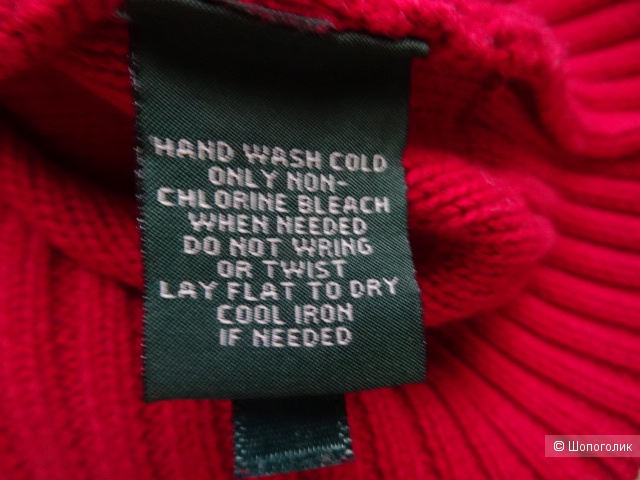 HAND WASH COLD
ONLY NON-
CHLORINE BLEACH
WHEN NEEDED
DO NOT WRING
OR TWIST
LAY FLAT TO DRY
COOL IRON
IF NEEDED
© Шопоголик